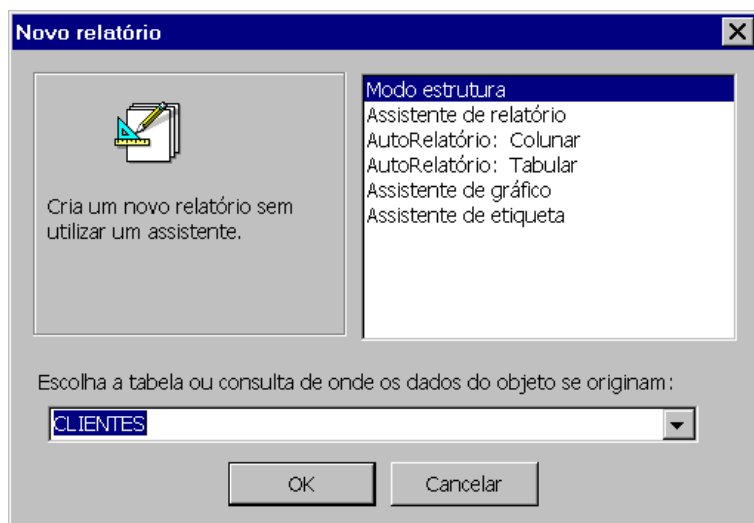 Novo relatório
Modo estrutura
Assistente de relatório
AutoRelatório: Colunar
AutoRelatório: Tabular
Assistente de gráfico
Assistente de etiqueta
Cria um novo relatório sem
utilizar um assistente.
Escolha a tabela ou consulta de onde os dados do objeto se originam:
CLIENTES
OK
Cancelar